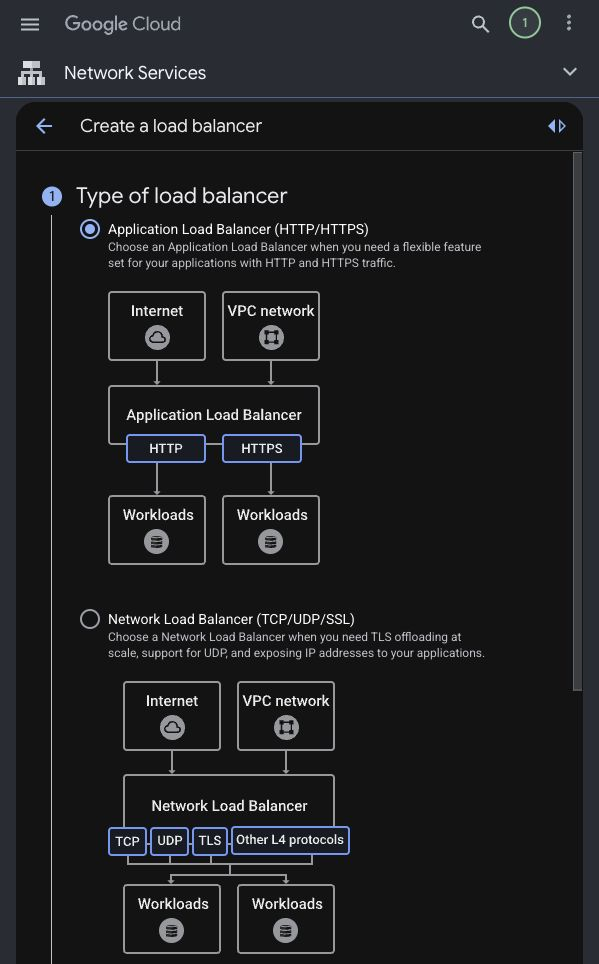 Google Cloud
1
Network Services
Create a load balancer
1 Type of load balancer
Application Load Balancer (HTTP/HTTPS)
Choose an Application Load Balancer when you need a flexible feature
set for your applications with HTTP and HTTPS traffic.
Internet VPC network
Application Load Balancer
HTTP HTTPS
Workloads Workloads
Network Load Balancer (TCP/UDP/SSL)
Choose a Network Load Balancer when you need TLS offloading at
scale, support for UDP, and exposing IP addresses to your applications.
Internet VPC network
Network Load Balancer
TCP UDP TLS Other L4 protocols
Workloads Workloads